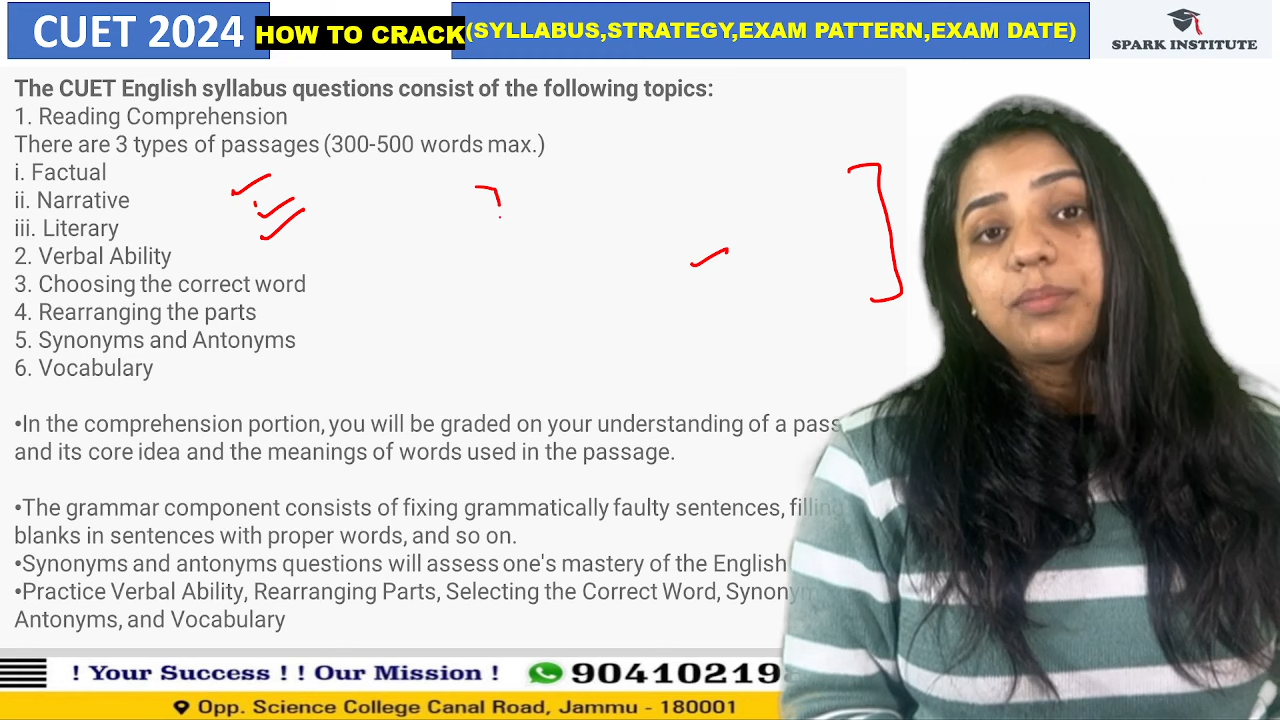 CUET 2024 HOW TO CRACK (SYLLABUS,STRATEGY,EXAM PATTERN,EXAM DATE)
SPARK INSTITUTE
The CUET English syllabus questions consist of the following topics:
1. Reading Comprehension
There are 3 types of passages (300-500 words max.)
i. Factual
ii. Narrative
iii. Literary
2. Verbal Ability
3. Choosing the correct word
4. Rearranging the parts
5. Synonyms and Antonyms
6. Vocabulary
•In the comprehension portion, you will be graded on your understanding of a pass
and its core idea and the meanings of words used in the passage.
•The grammar component consists of fixing grammatically faulty sentences, filling
blanks in sentences with proper words, and so on.
•Synonyms and antonyms questions will assess one's mastery of the English
•Practice Verbal Ability, Rearranging Parts, Selecting the Correct Word, Synonym
Antonyms, and Vocabulary
! Your Success ! ! Our Mission ! 90410219
Opp. Science College Canal Road, Jammu - 180001